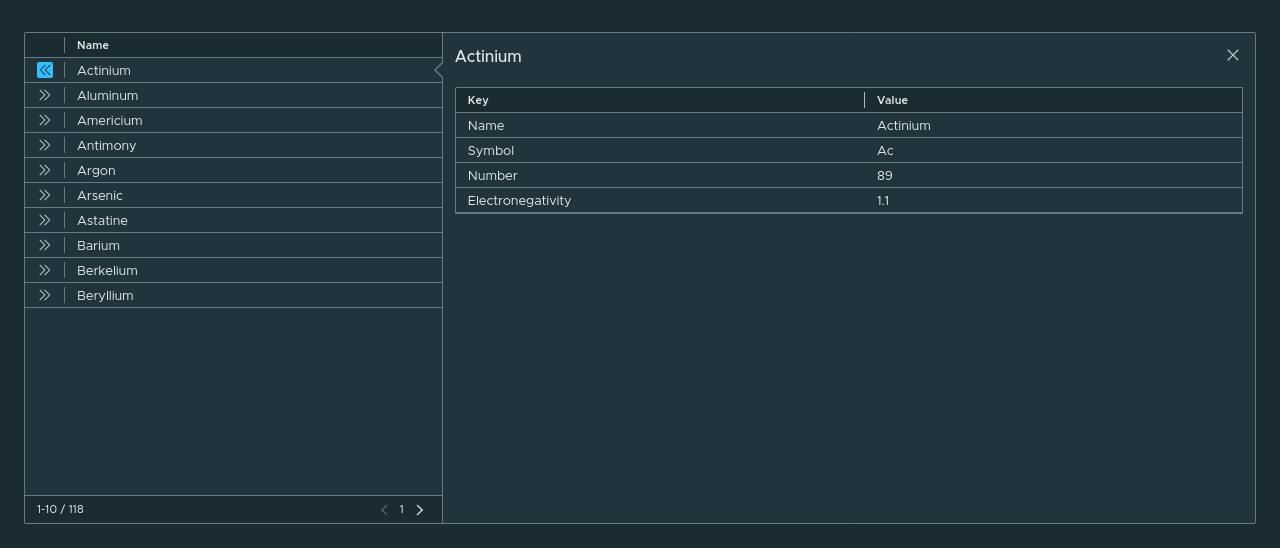 Name
Actinium
Aluminum
Americium
Antimony
Argon
Arsenic
Astatine
Barium
Berkelium
Beryllium
1-10 / 118
1
Actinium
Key Value
Name Actinium
Symbol Ac
Number 89
Electronegativity 1.1